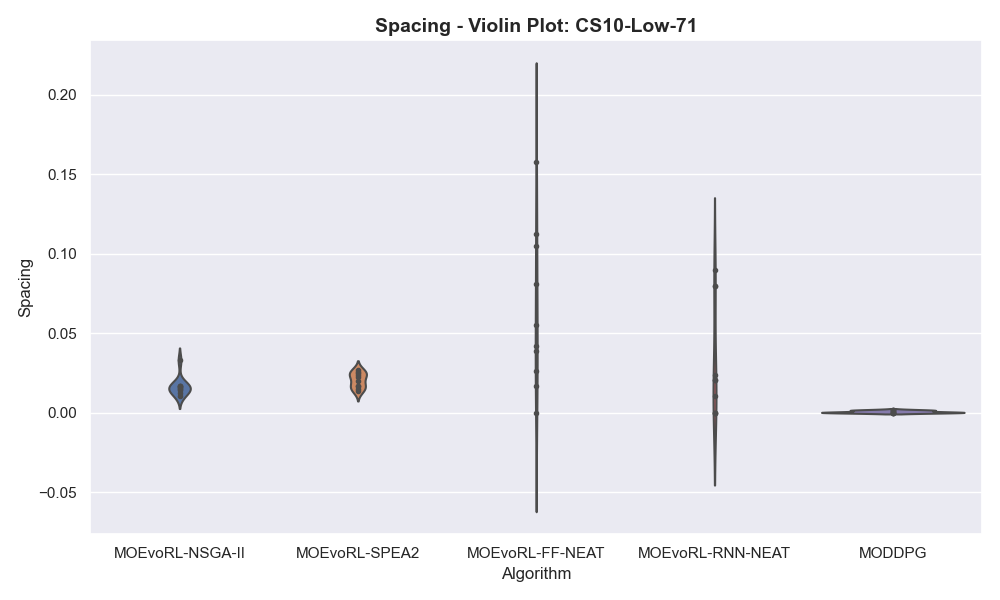 Spacing - Violin Plot: CS10-Low-71
0.20
0.15
0.10
0.05
0.00
−0.05
Spacing
MOEvoRL-NSGA-II MOEvoRL-SPEA2 MOEvoRL-FF-NEAT MOEvoRL-RNN-NEAT MODDPG
Algorithm